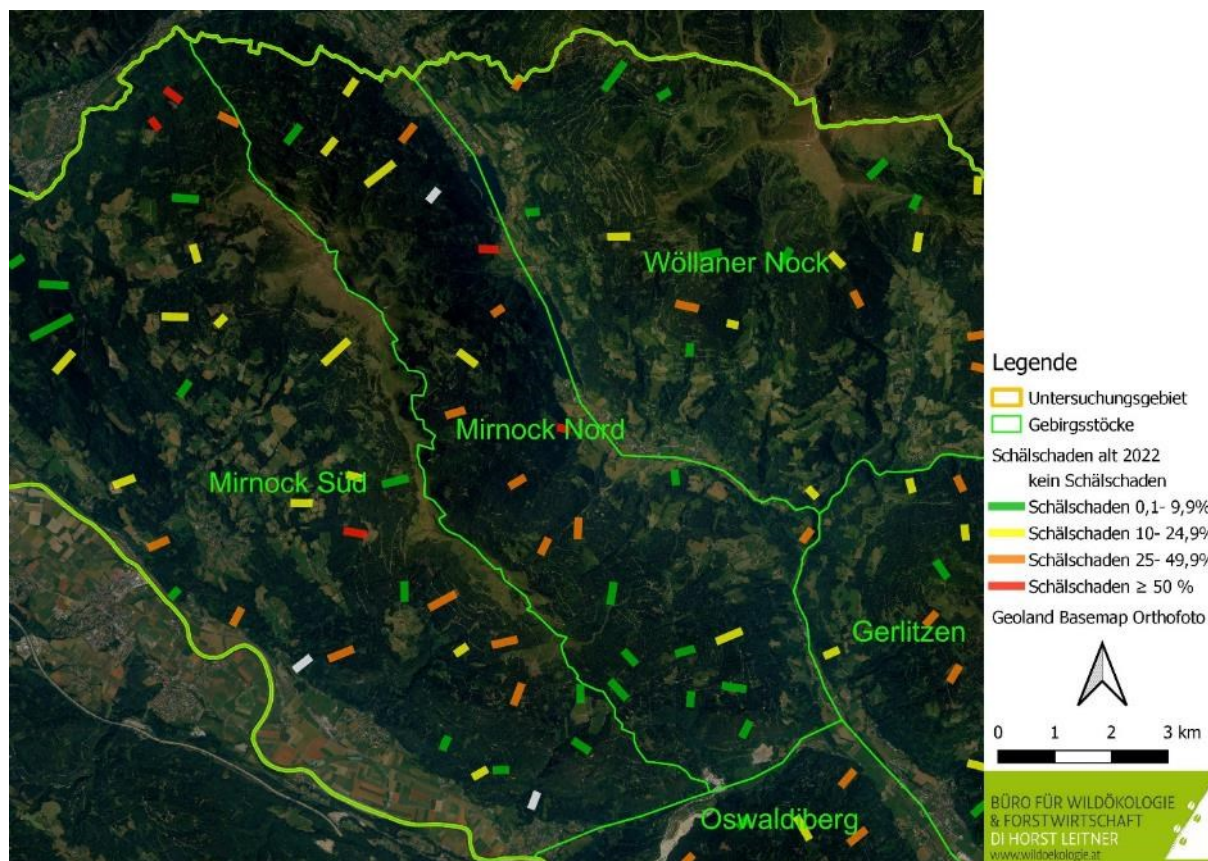 Wöllaner Nock
Mirnock Nord
Mirnock Süd
Gerlitzen
Oswaldiberg
Legende
Untersuchungsgebiet
Gebirgsstöcke
Schälschaden alt 2022
kein Schälschaden
Schälschaden 0,1- 9,9%
Schälschaden 10- 24,9%
Schälschaden 25- 49,9%
Schälschaden ≥ 50 %
Geoland Basemap Orthofoto
0 1 2 3 km
BÜRO FÜR WILDÖKOLOGIE
& FORSTWIRTSCHAFT
DI HORST LEITNER
www.wildoekologie.at